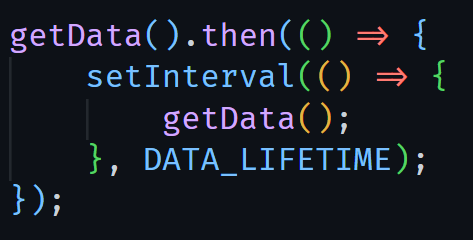 getData().then(() => {
    setInterval(() => {
        getData();
    }, DATA_LIFETIME);
});